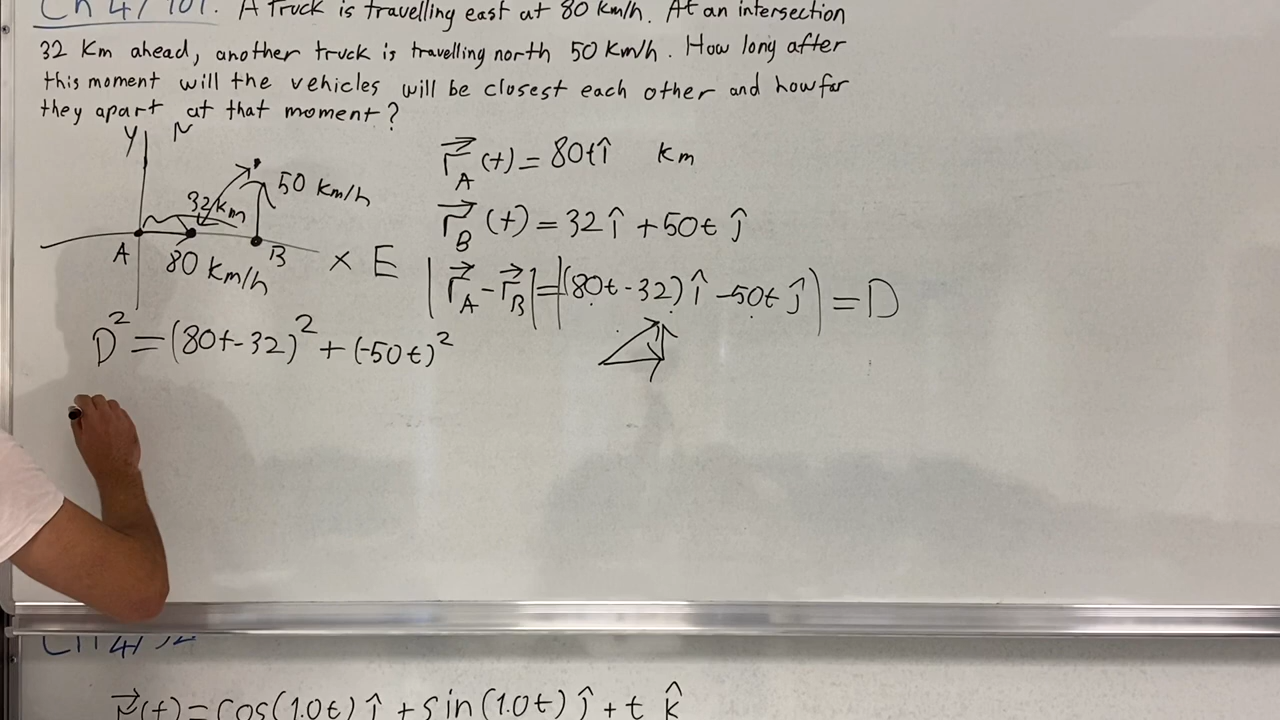 Ch 4/101. A Truck is travelling east at 80 km/h. At an intersection
32 Km ahead, another truck is travelling north 50 Km/h. How long after
this moment will the vehicles will be closest each other and how far
they apart at that moment?
y N
r⃗_A (t) = 80t î km
50 km/h
32 km
r⃗_B (t) = 32 î + 50t ĵ
A 80 km/h B x E
|r⃗_A - r⃗_B| = |(80t - 32) î - 50t ĵ| = D
D² = (80t - 32)² + (-50t)²
Ch 4/32
r⃗(t) = cos(1.0t) î + sin(1.0t) ĵ + t k̂